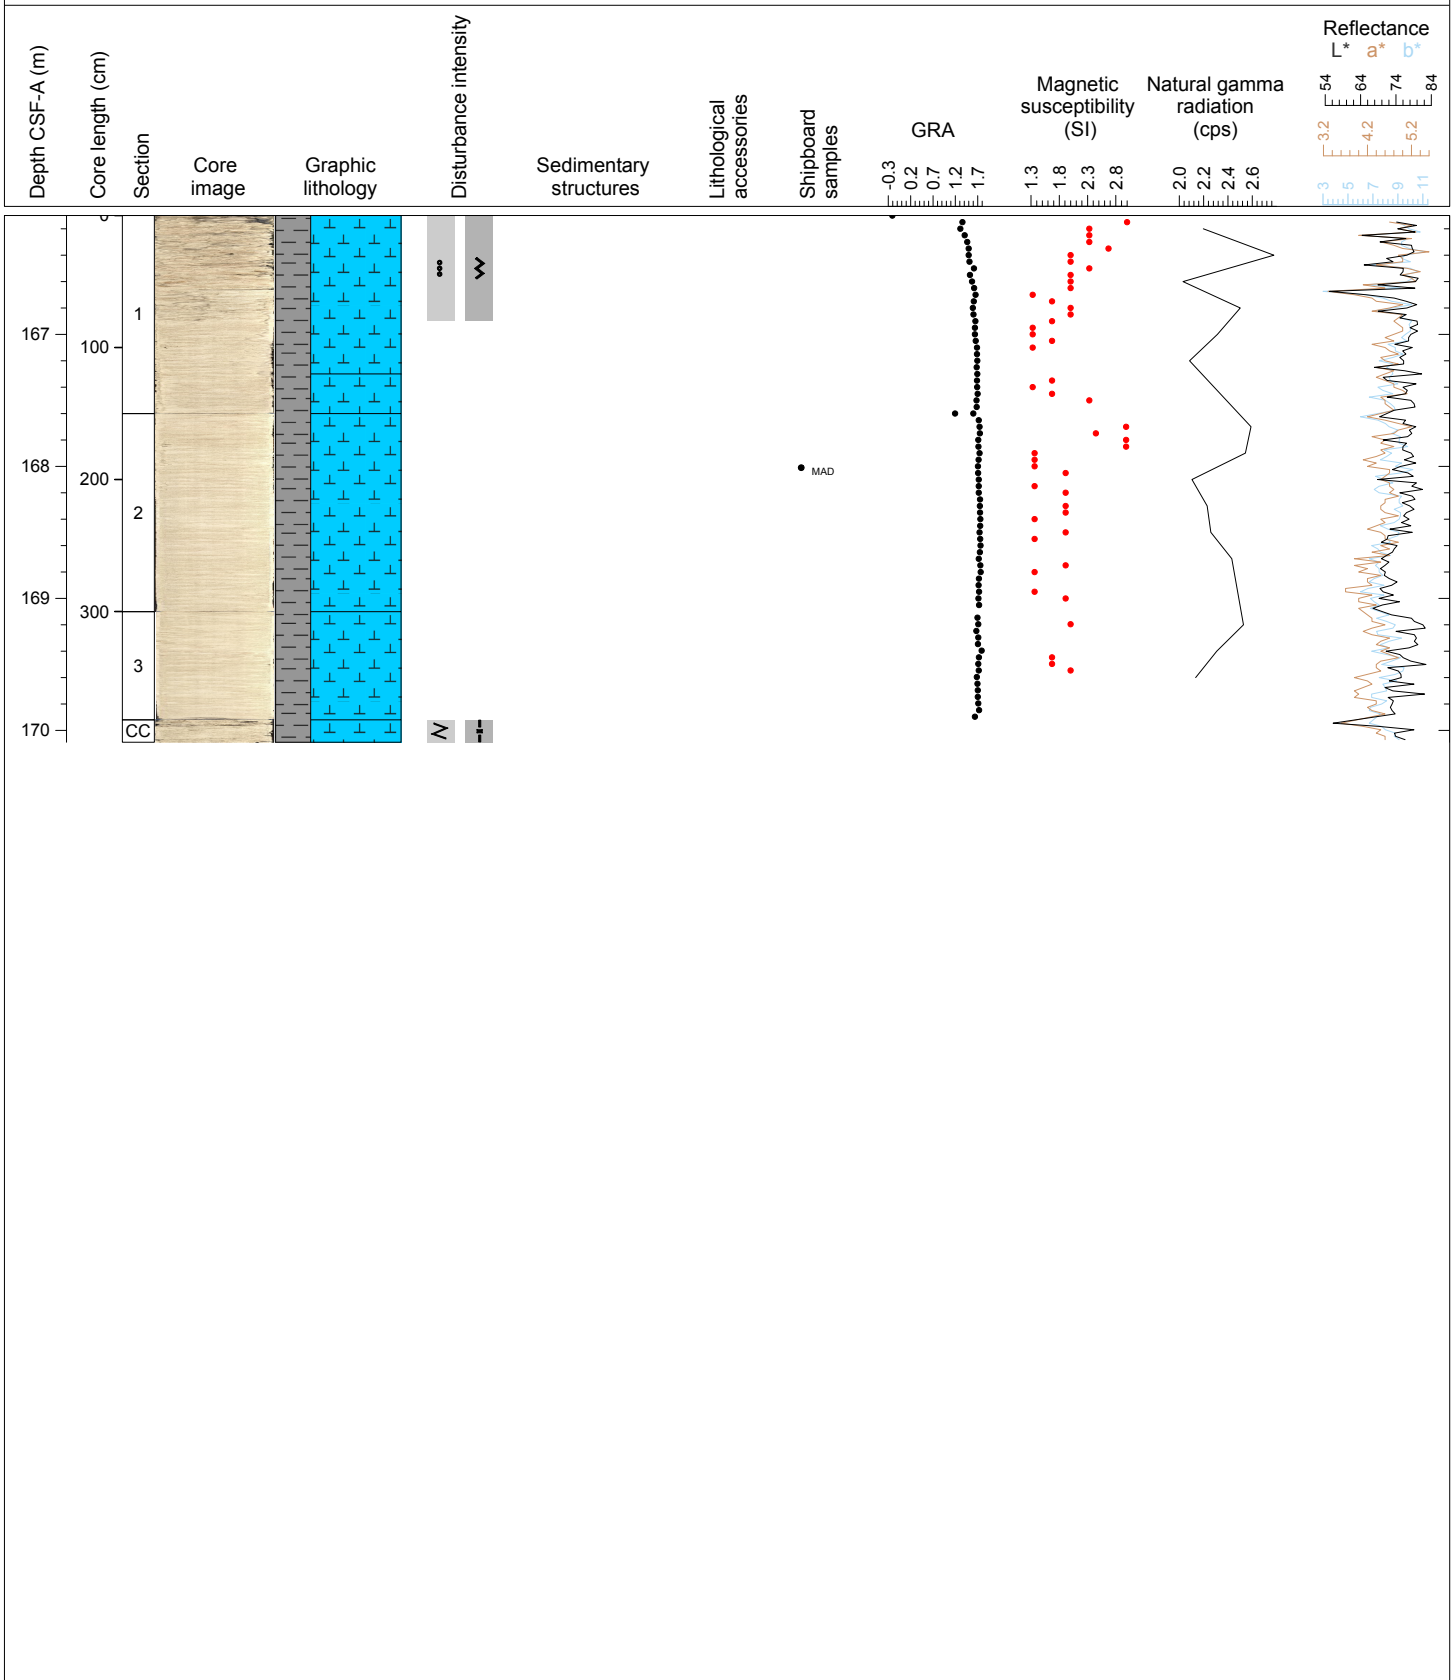 Depth CSF-A (m)
Core length (cm)
Section
Core
image
Graphic
lithology
Disturbance intensity
Sedimentary
structures
Lithological
accessories
Shipboard
samples
GRA
-0.3 0.2 0.7 1.2 1.7
Magnetic
susceptibility
(SI)
1.3 1.8 2.3 2.8
Natural gamma
radiation
(cps)
2.0 2.2 2.4 2.6
Reflectance
L* a* b*
54 64 74 84
3.2 4.2 5.2
3 5 7 9 11
0
1
167
100
168
MAD
200
2
169
300
3
170
CC